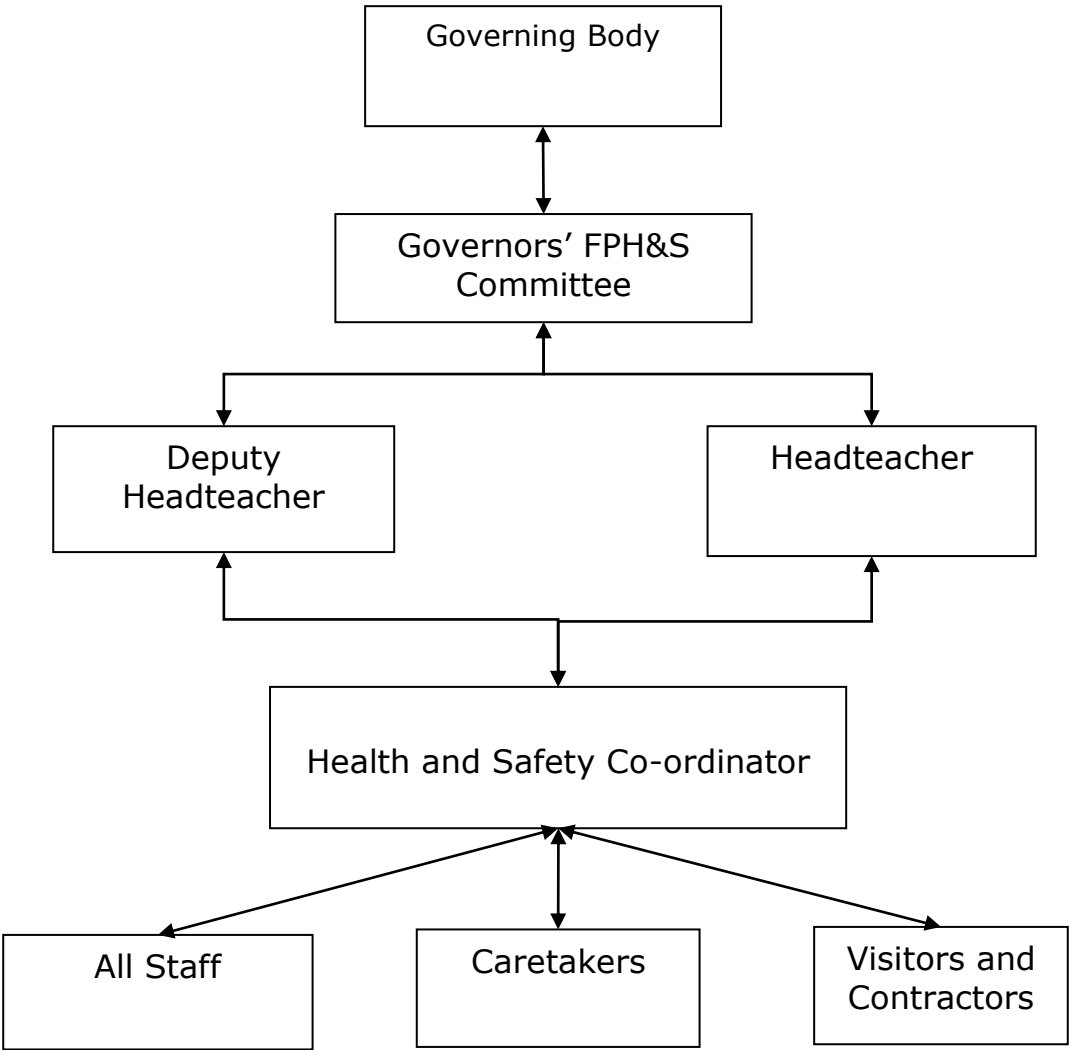 Governing Body
Governors’ FPH&S
Committee
Deputy
Headteacher
Headteacher
Health and Safety Co-ordinator
All Staff
Caretakers
Visitors and
Contractors